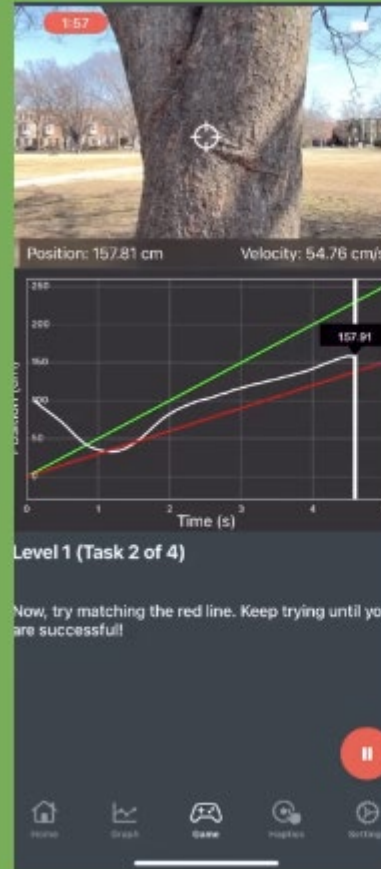 1:57
Position: 157.81 cm
Velocity: 54.76 cm/s
250
200
157.91
150
100
50
0
0 1 2 3 4
Time (s)
Level 1 (Task 2 of 4)
Now, try matching the red line. Keep trying until yo
are successful!
Home Graph Game Haptics Setting